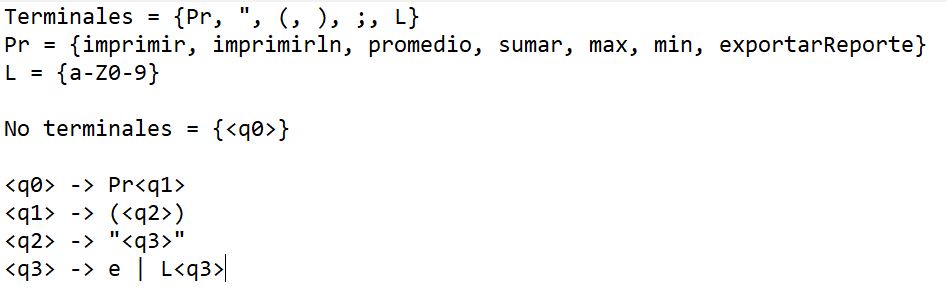 Terminales = {Pr, ", (, ), ;, L}
Pr = {imprimir, imprimirln, promedio, sumar, max, min, exportarReporte}
L = {a-Z0-9}
No terminales = {<q0>}
<q0> -> Pr<q1>
<q1> -> (<q2>)
<q2> -> "<q3>"
<q3> -> e | L<q3>